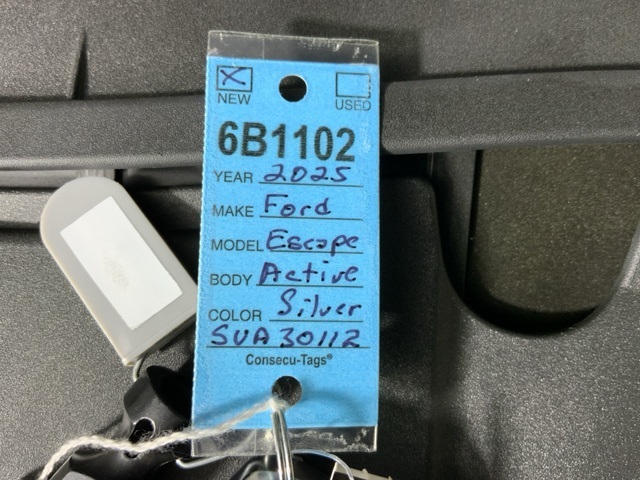 NEW USED
6B1102
YEAR 2025
MAKE Ford
MODEL Escape
BODY Active
COLOR Silver
SUA30112
Consecu-Tags®